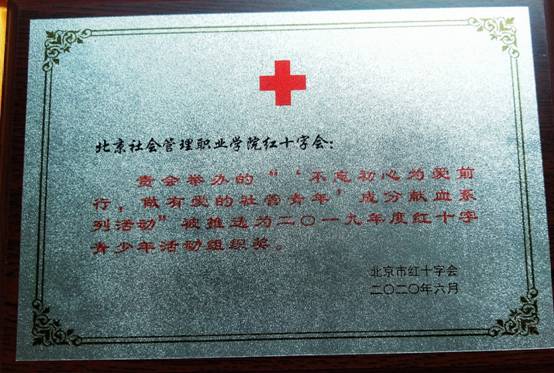 北京社会管理职业学院红十字会：
贵会举办的“‘不忘初心为爱前
行，做有爱的社管青年’成分献血系
列活动”被推选为二〇一九年度红十字
青少年活动组织奖。
北京市红十字会
二〇二〇年六月